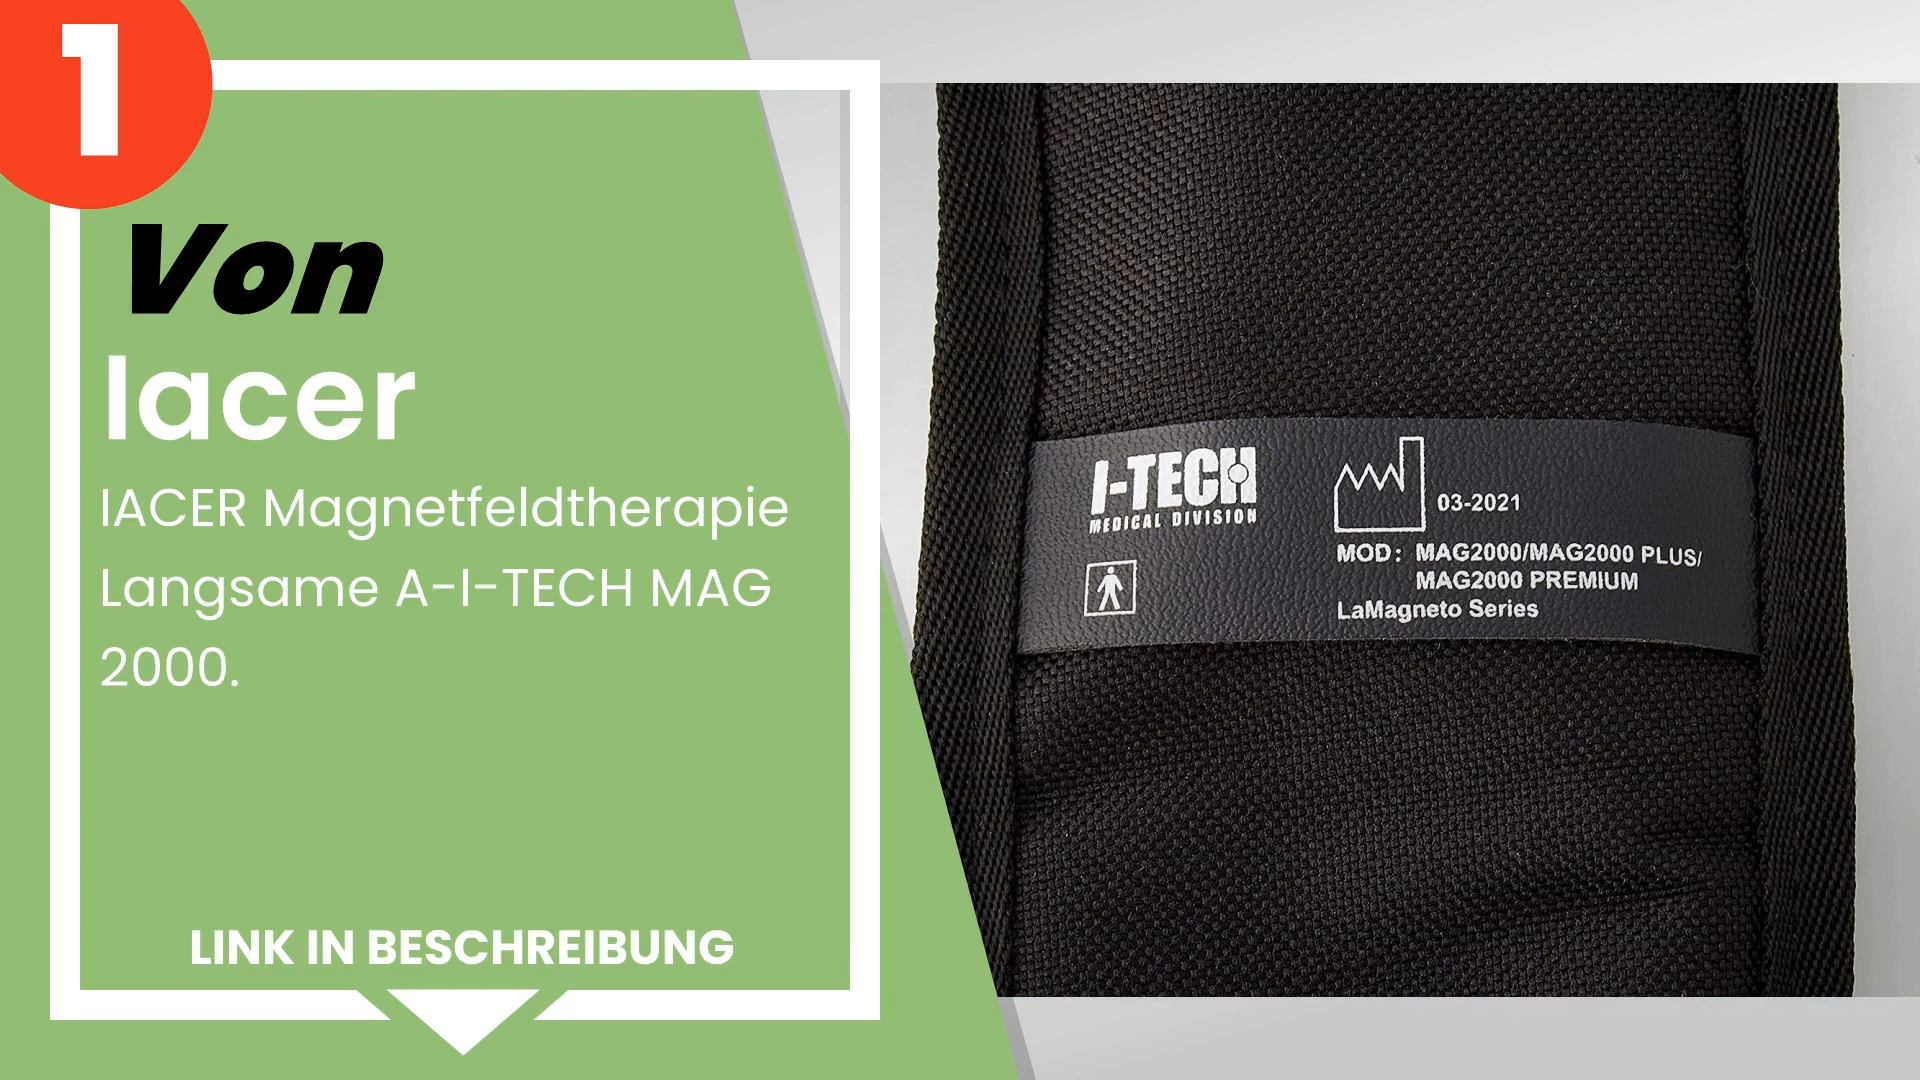 1
Von
Iacer
IACER Magnetfeldtherapie
Langsame A-I-TECH MAG
2000.
LINK IN BESCHREIBUNG
I-TECH
MEDICAL DIVISION
03-2021
MOD: MAG2000/MAG2000 PLUS/
MAG2000 PREMIUM
LaMagneto Series